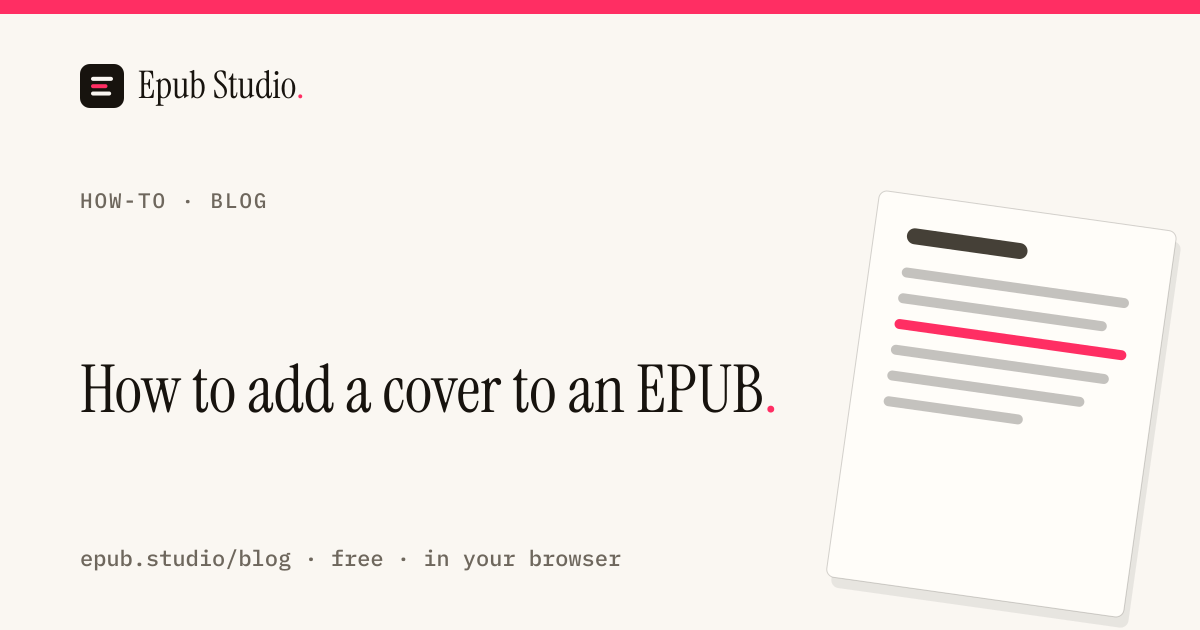 Epub Studio.
HOW-TO · BLOG
How to add a cover to an EPUB.
epub.studio/blog · free · in your browser